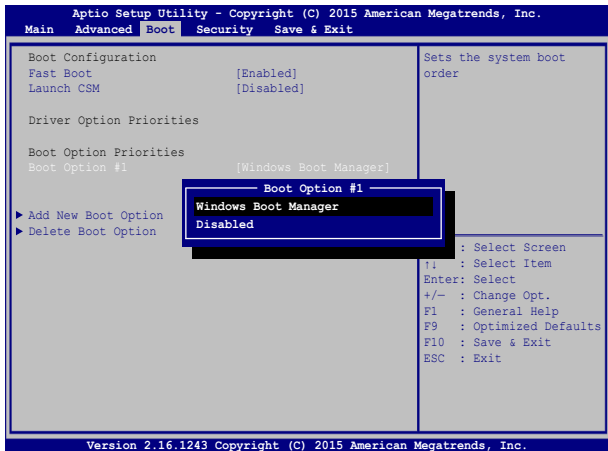 Aptio Setup Utility - Copyright (C) 2015 American Megatrends, Inc.
Main Advanced Boot Security Save & Exit
Boot Configuration
Fast Boot [Enabled]
Launch CSM [Disabled]
Driver Option Priorities
Boot Option Priorities
Boot Option #1 [Windows Boot Manager]
Boot Option #1
Windows Boot Manager
Disabled
Add New Boot Option
Delete Boot Option
Sets the system boot
order
: Select Screen
↑↓ : Select Item
Enter: Select
+/— : Change Opt.
F1 : General Help
F9 : Optimized Defaults
F10 : Save & Exit
ESC : Exit
Version 2.16.1243 Copyright (C) 2015 American Megatrends, Inc.